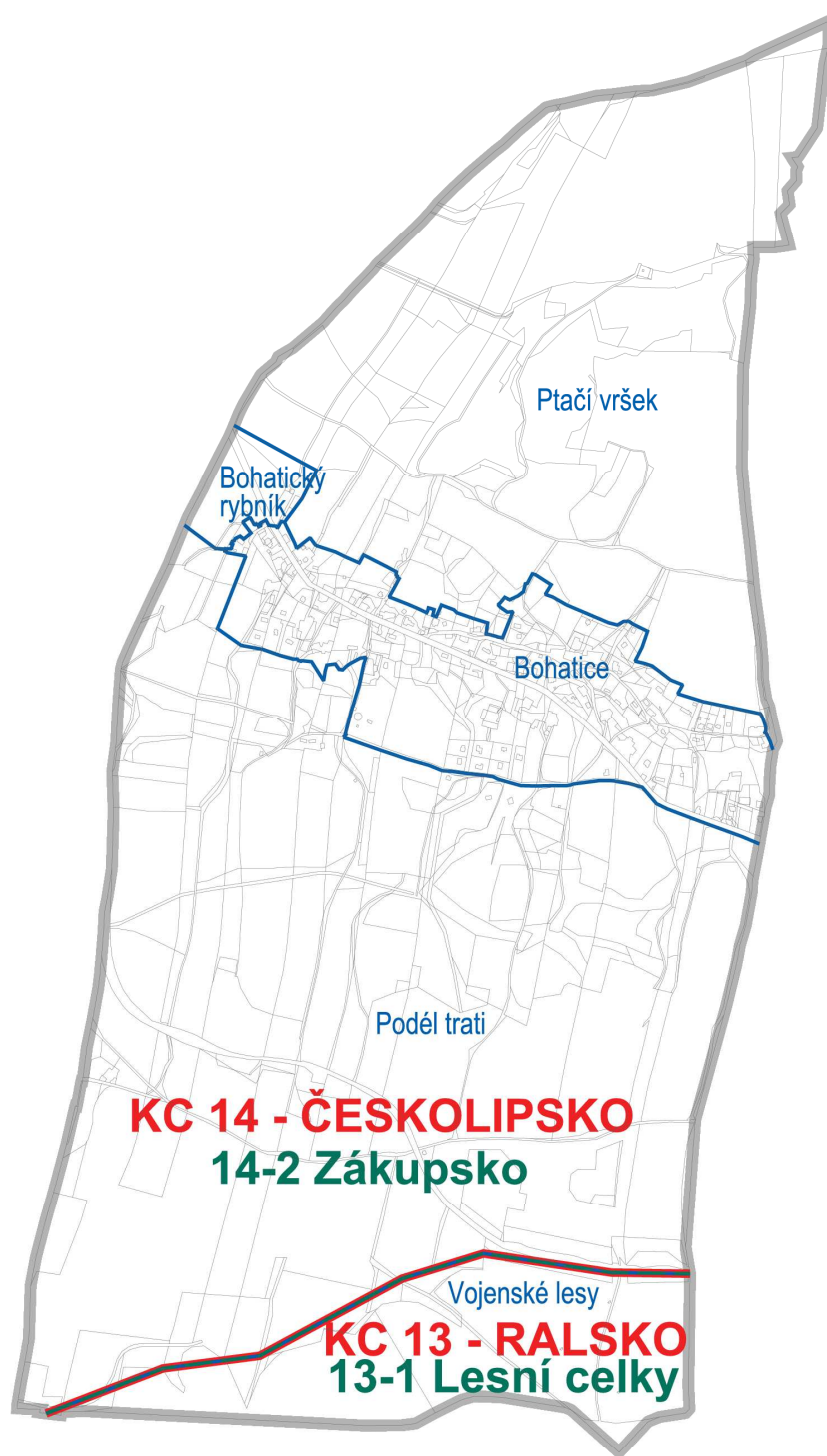 Ptačí vršek
Bohatický
rybník
Bohatice
Podél trati
KC 14 - ČESKOLIPSKO
14-2 Zákupsko
Vojenské lesy
KC 13 - RALSKO
13-1 Lesní celky